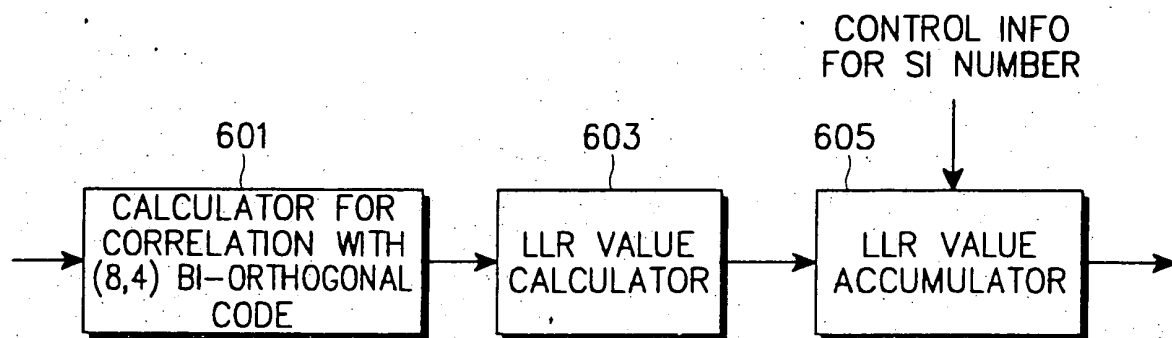 CONTROL INFO
FOR SI NUMBER
601
603
605
CALCULATOR FOR
CORRELATION WITH
(8,4) BI-ORTHOGONAL
CODE
LLR VALUE
CALCULATOR
LLR VALUE
ACCUMULATOR